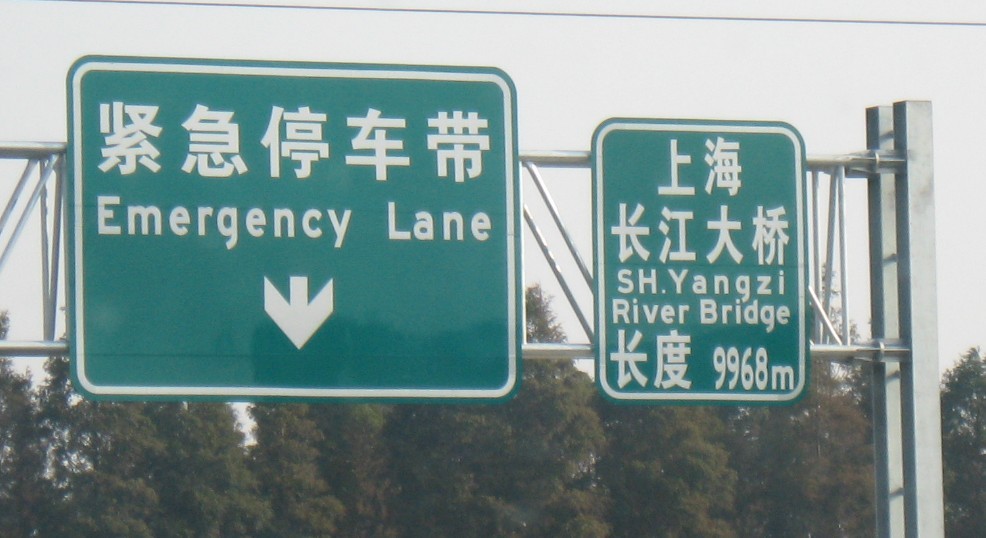 紧急停车带
Emergency Lane
上海
长江大桥
SH.Yangzi
River Bridge
长度 9968m